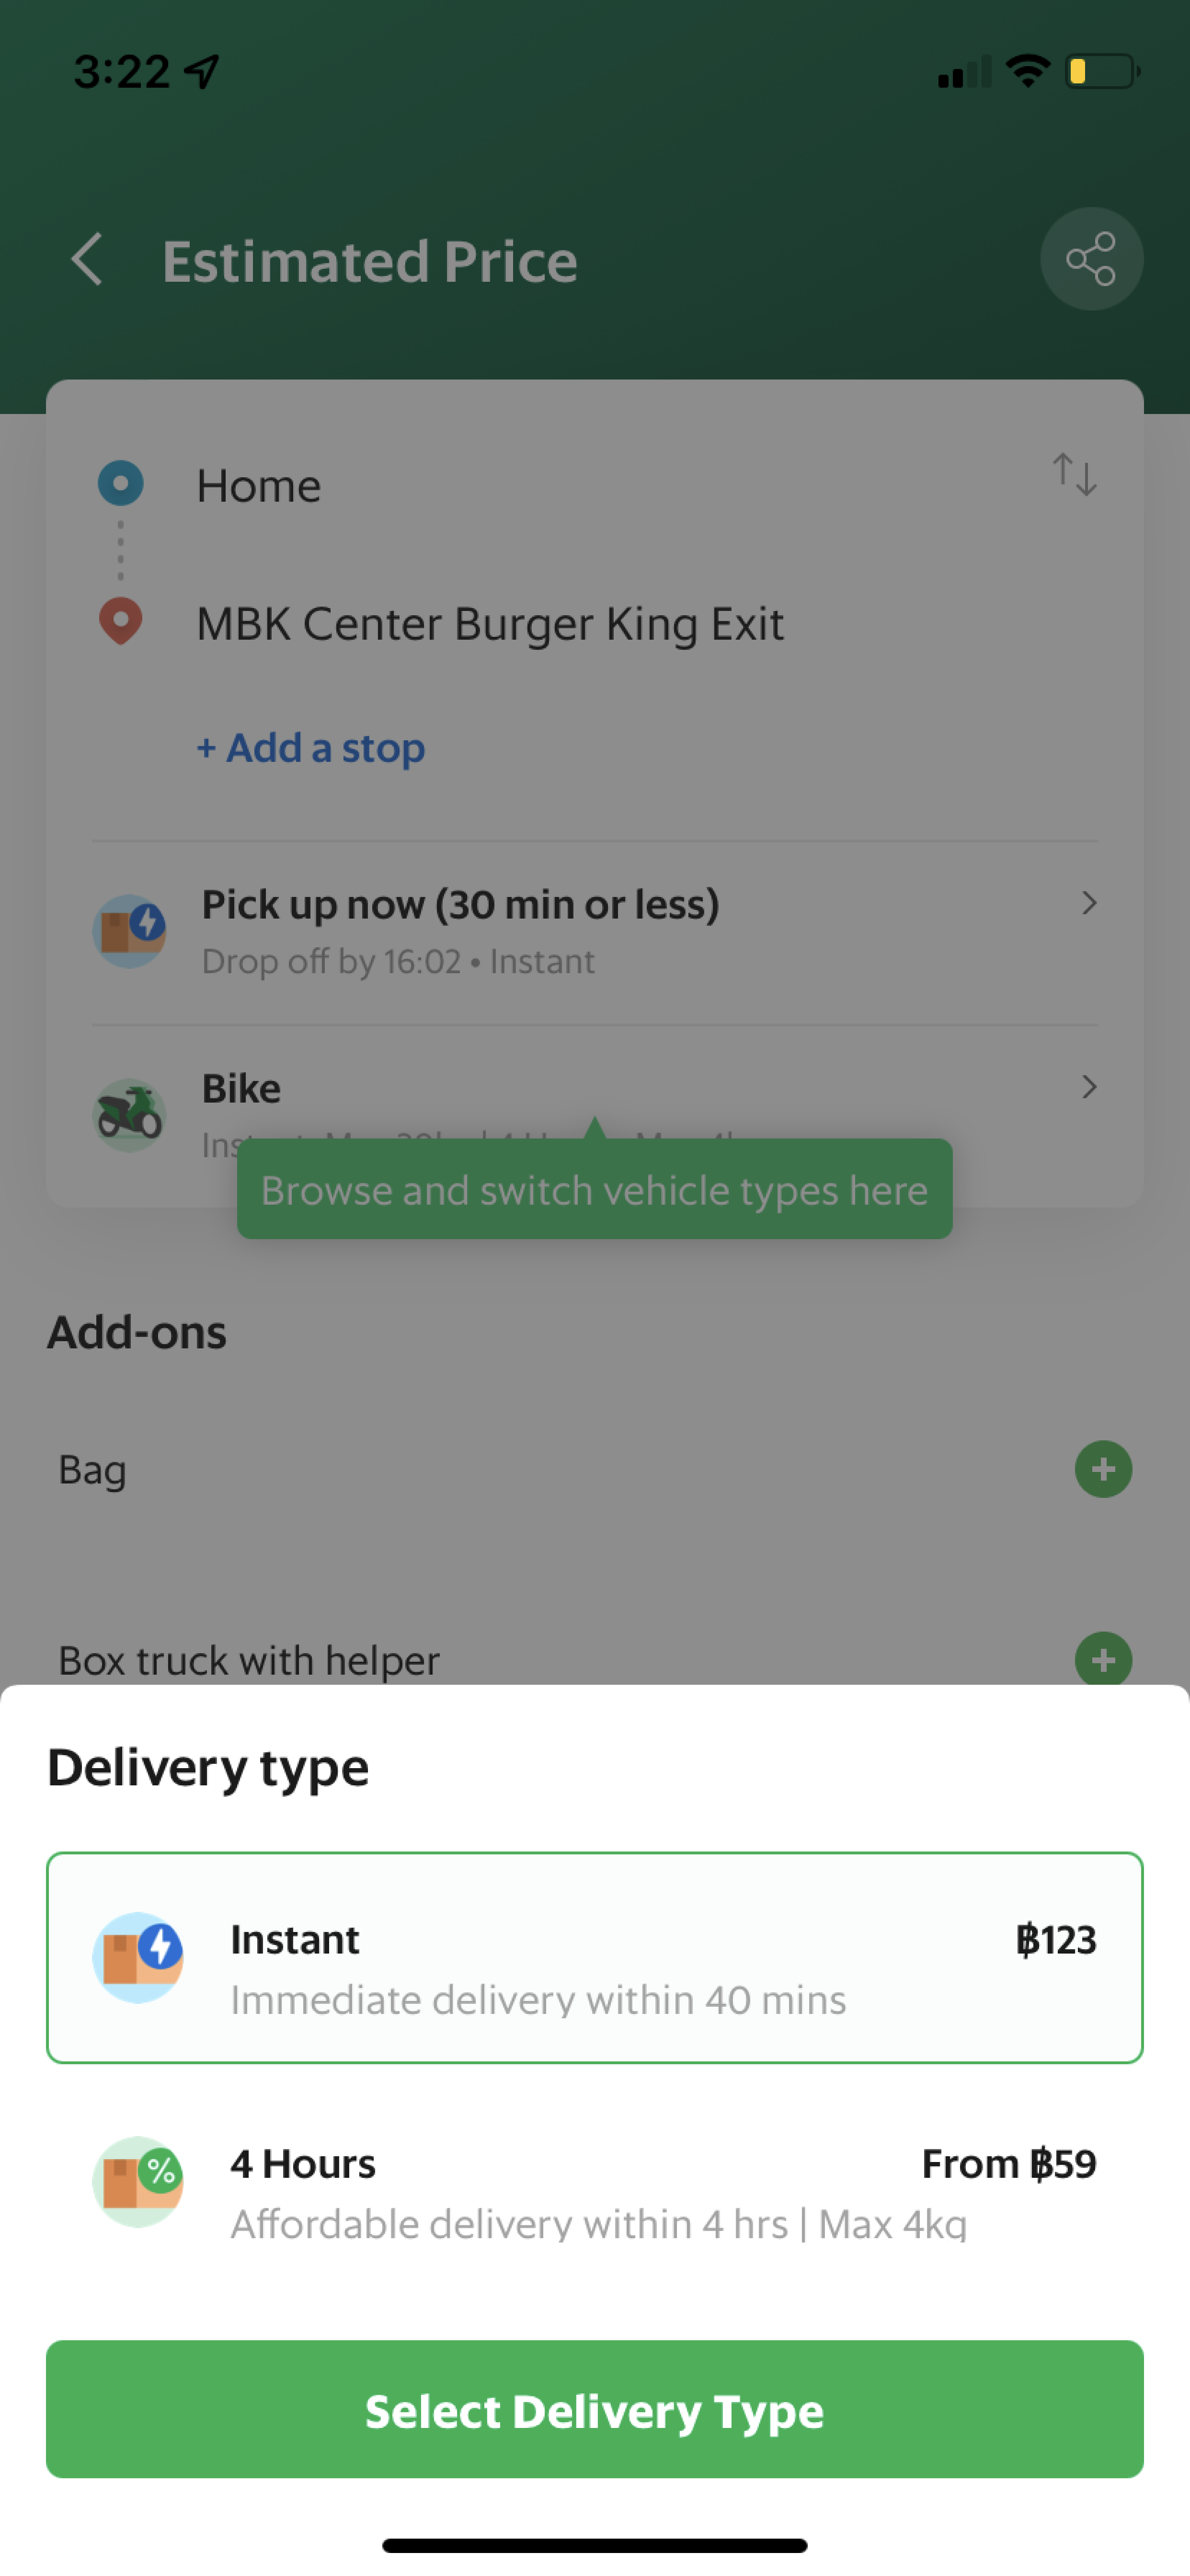 3:22
Estimated Price
Home
MBK Center Burger King Exit
+ Add a stop
Pick up now (30 min or less)
Drop off by 16:02 • Instant
Bike
Browse and switch vehicle types here
Add-ons
Bag
Box truck with helper
Delivery type
Instant ฿123
Immediate delivery within 40 mins
4 Hours From ฿59
Affordable delivery within 4 hrs | Max 4kg
Select Delivery Type